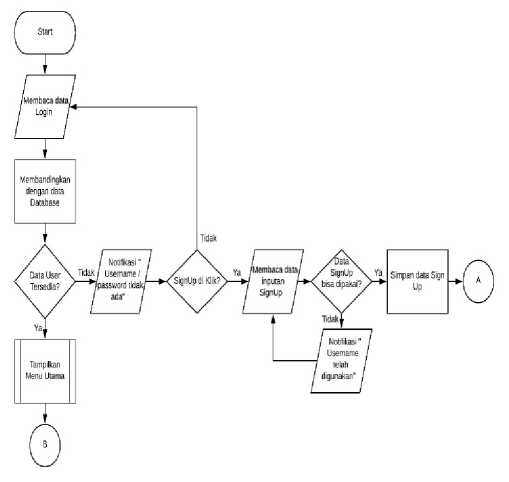 Start
Membaca data
Login
Membandingkan
dengan data
Database
Data User
Tersedia?
Tidak
Notifikasi "
Username /
password tidak
ada"
SignUp di Klik?
Tidak
Ya
Membaca data
inputan
SignUp
Data
SignUp
bisa dipakai?
Ya
Simpan data Sign
Up
A
Tidak
Notifikasi "
Username
telah
digunakan"
Ya
Tampilkan
Menu Utama
B